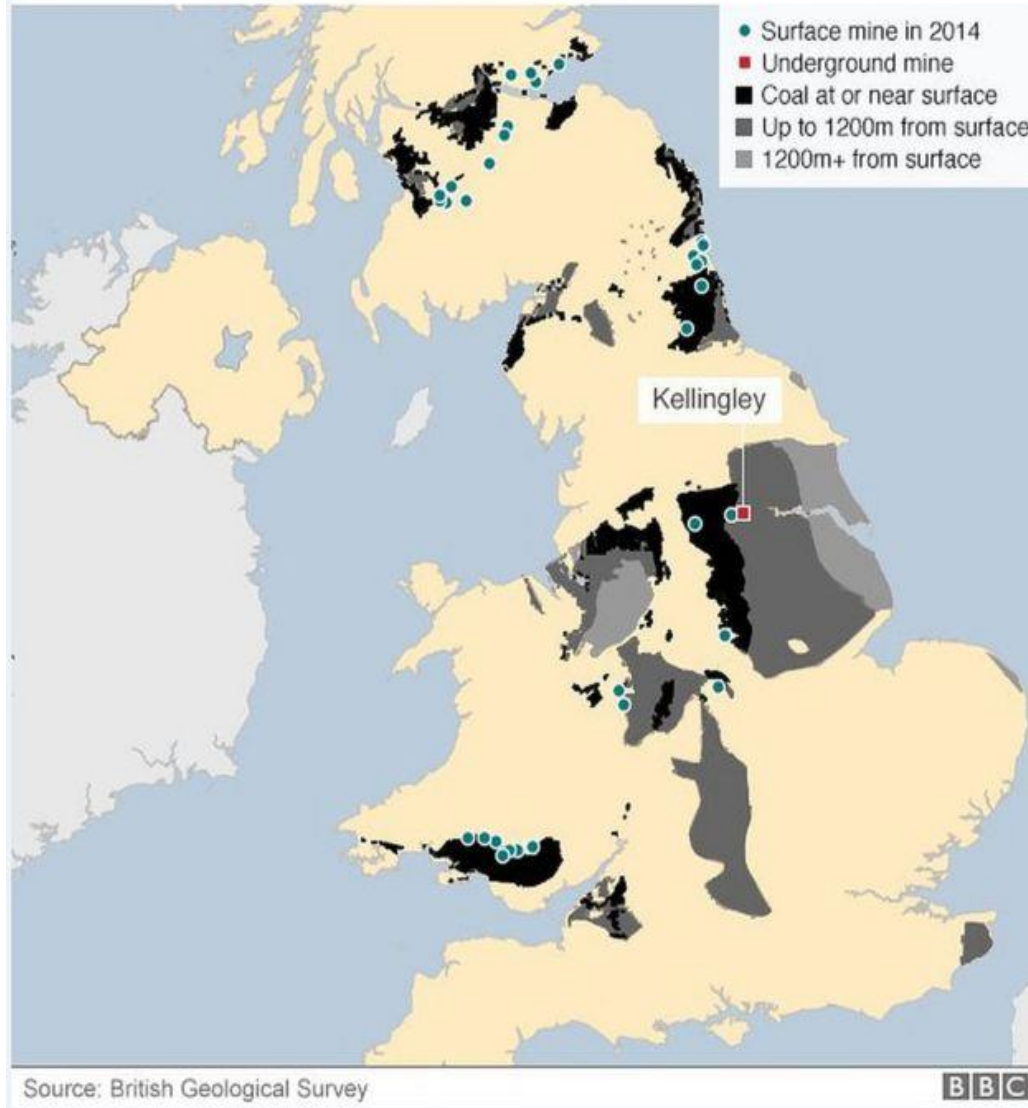 Surface mine in 2014
Underground mine
Coal at or near surface
Up to 1200m from surface
1200m+ from surface
Kellingley
Source: British Geological Survey
BBC